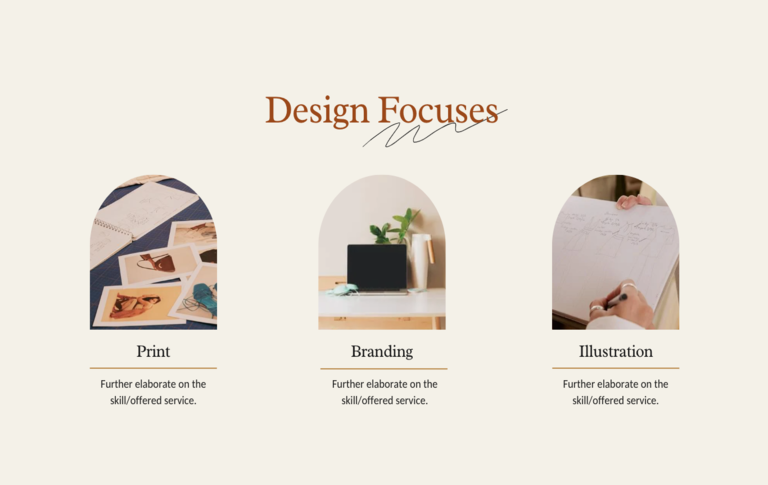 Design Focuses
Print
Further elaborate on the
skill/offered service.
Branding
Further elaborate on the
skill/offered service.
Illustration
Further elaborate on the
skill/offered service.